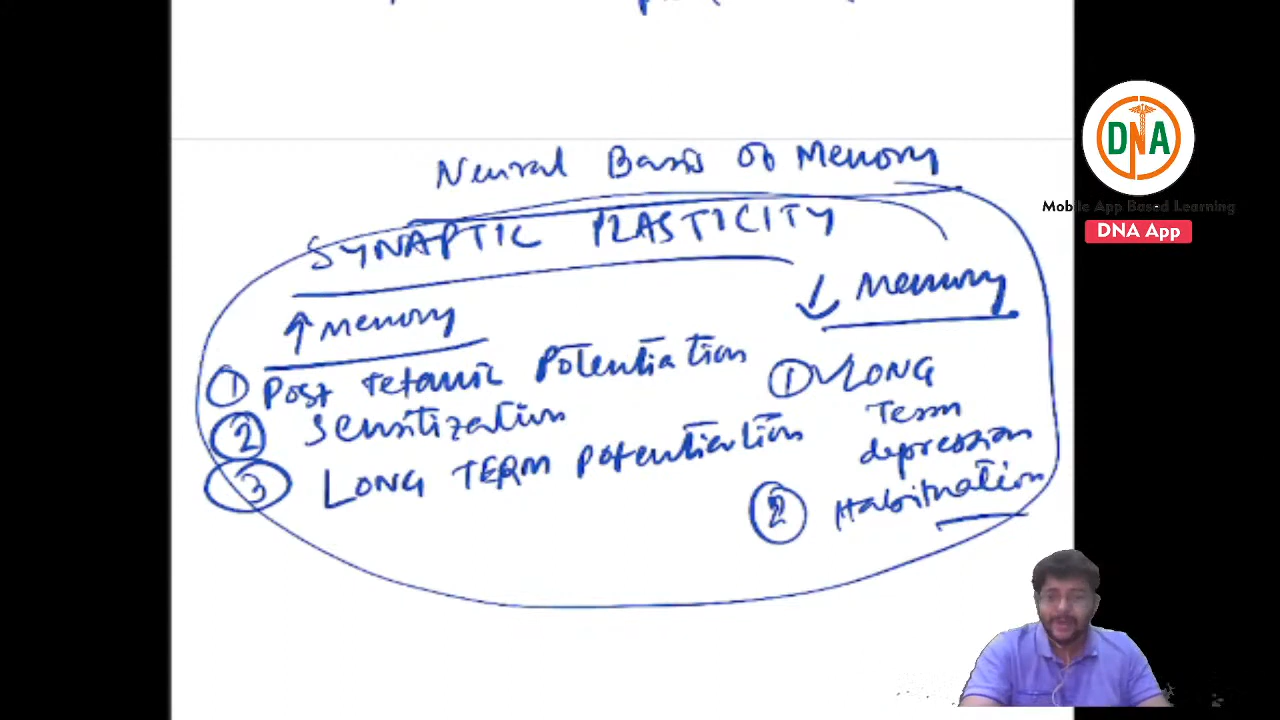 Neural Basis of Memory
SYNAPTIC PLASTICITY
↑ Memory
① Post Tetanic Potentiation
② Sensitization
③ LONG TERM Potentiation
↓ Memory
① LONG
Term
depression
② Habituation
DNA
Mobile App Based Learning
DNA App